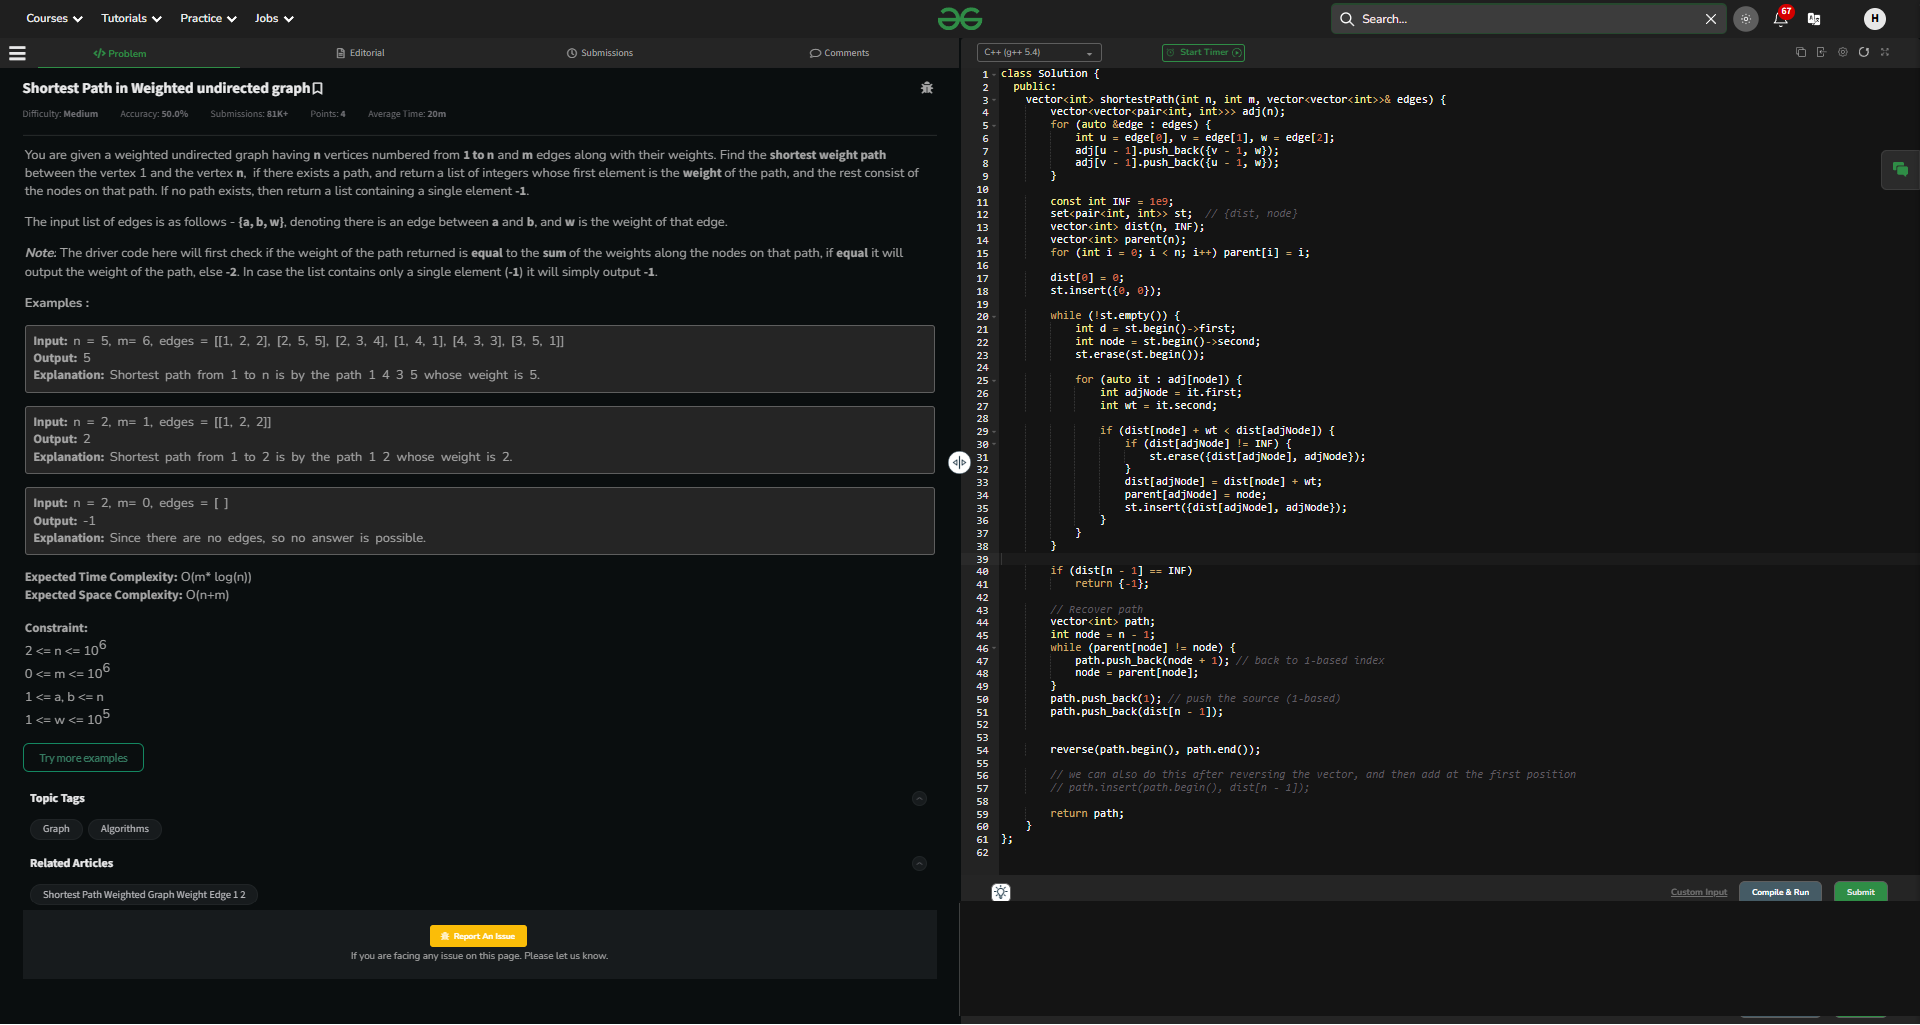 Courses Tutorials Practice Jobs Search... 67 H
Problem Editorial Submissions Comments
Shortest Path in Weighted undirected graph
Difficulty: Medium Accuracy: 50.0% Submissions: 81K+ Points: 4 Average Time: 20m
You are given a weighted undirected graph having n vertices numbered from 1 to n and m edges along with their weights. Find the shortest weight path
between the vertex 1 and the vertex n, if there exists a path, and return a list of integers whose first element is the weight of the path, and the rest consist of
the nodes on that path. If no path exists, then return a list containing a single element -1.
The input list of edges is as follows - {a, b, w}, denoting there is an edge between a and b, and w is the weight of that edge.
Note: The driver code here will first check if the weight of the path returned is equal to the sum of the weights along the nodes on that path, if equal it will
output the weight of the path, else -2. In case the list contains only a single element (-1) it will simply output -1.
Examples :
Input: n = 5, m= 6, edges = [[1, 2, 2], [2, 5, 5], [2, 3, 4], [1, 4, 1], [4, 3, 3], [3, 5, 1]]
Output: 5
Explanation: Shortest path from 1 to n is by the path 1 4 3 5 whose weight is 5.
Input: n = 2, m= 1, edges = [[1, 2, 2]]
Output: 2
Explanation: Shortest path from 1 to 2 is by the path 1 2 whose weight is 2.
Input: n = 2, m= 0, edges = [ ]
Output: -1
Explanation: Since there are no edges, so no answer is possible.
Expected Time Complexity: O(m* log(n))
Expected Space Complexity: O(n+m)
Constraint:
2 <= n <= 10^6
0 <= m <= 10^6
1 <= a, b <= n
1 <= w <= 10^5
Try more examples
Topic Tags
Graph Algorithms
Related Articles
Shortest Path Weighted Graph Weight Edge 1 2
Report An Issue
If you are facing any issue on this page. Please let us know.
C++ (g++ 5.4) Start Timer
1 class Solution {
2 public:
3 vector<int> shortestPath(int n, int m, vector<vector<int>>& edges) {
4 vector<vector<pair<int, int>>> adj(n);
5 for (auto &edge : edges) {
6 int u = edge[0], v = edge[1], w = edge[2];
7 adj[u - 1].push_back({v - 1, w});
8 adj[v - 1].push_back({u - 1, w});
9 }
10
11 const int INF = 1e9;
12 set<pair<int, int>> st; // {dist, node}
13 vector<int> dist(n, INF);
14 vector<int> parent(n);
15 for (int i = 0; i < n; i++) parent[i] = i;
16
17 dist[0] = 0;
18 st.insert({0, 0});
19
20 while (!st.empty()) {
21 int d = st.begin()->first;
22 int node = st.begin()->second;
23 st.erase(st.begin());
24
25 for (auto it : adj[node]) {
26 int adjNode = it.first;
27 int wt = it.second;
28
29 if (dist[node] + wt < dist[adjNode]) {
30 if (dist[adjNode] != INF) {
31 st.erase({dist[adjNode], adjNode});
32 }
33 dist[adjNode] = dist[node] + wt;
34 parent[adjNode] = node;
35 st.insert({dist[adjNode], adjNode});
36 }
37 }
38 }
39
40 if (dist[n - 1] == INF)
41 return {-1};
42
43 // Recover path
44 vector<int> path;
45 int node = n - 1;
46 while (parent[node] != node) {
47 path.push_back(node + 1); // back to 1-based index
48 node = parent[node];
49 }
50 path.push_back(1); // push the source (1-based)
51 path.push_back(dist[n - 1]);
52
53
54 reverse(path.begin(), path.end());
55
56 // we can also do this after reversing the vector, and then add at the first position
57 // path.insert(path.begin(), dist[n - 1]);
58
59 return path;
60 }
61 };
62
Custom Input Compile & Run Submit